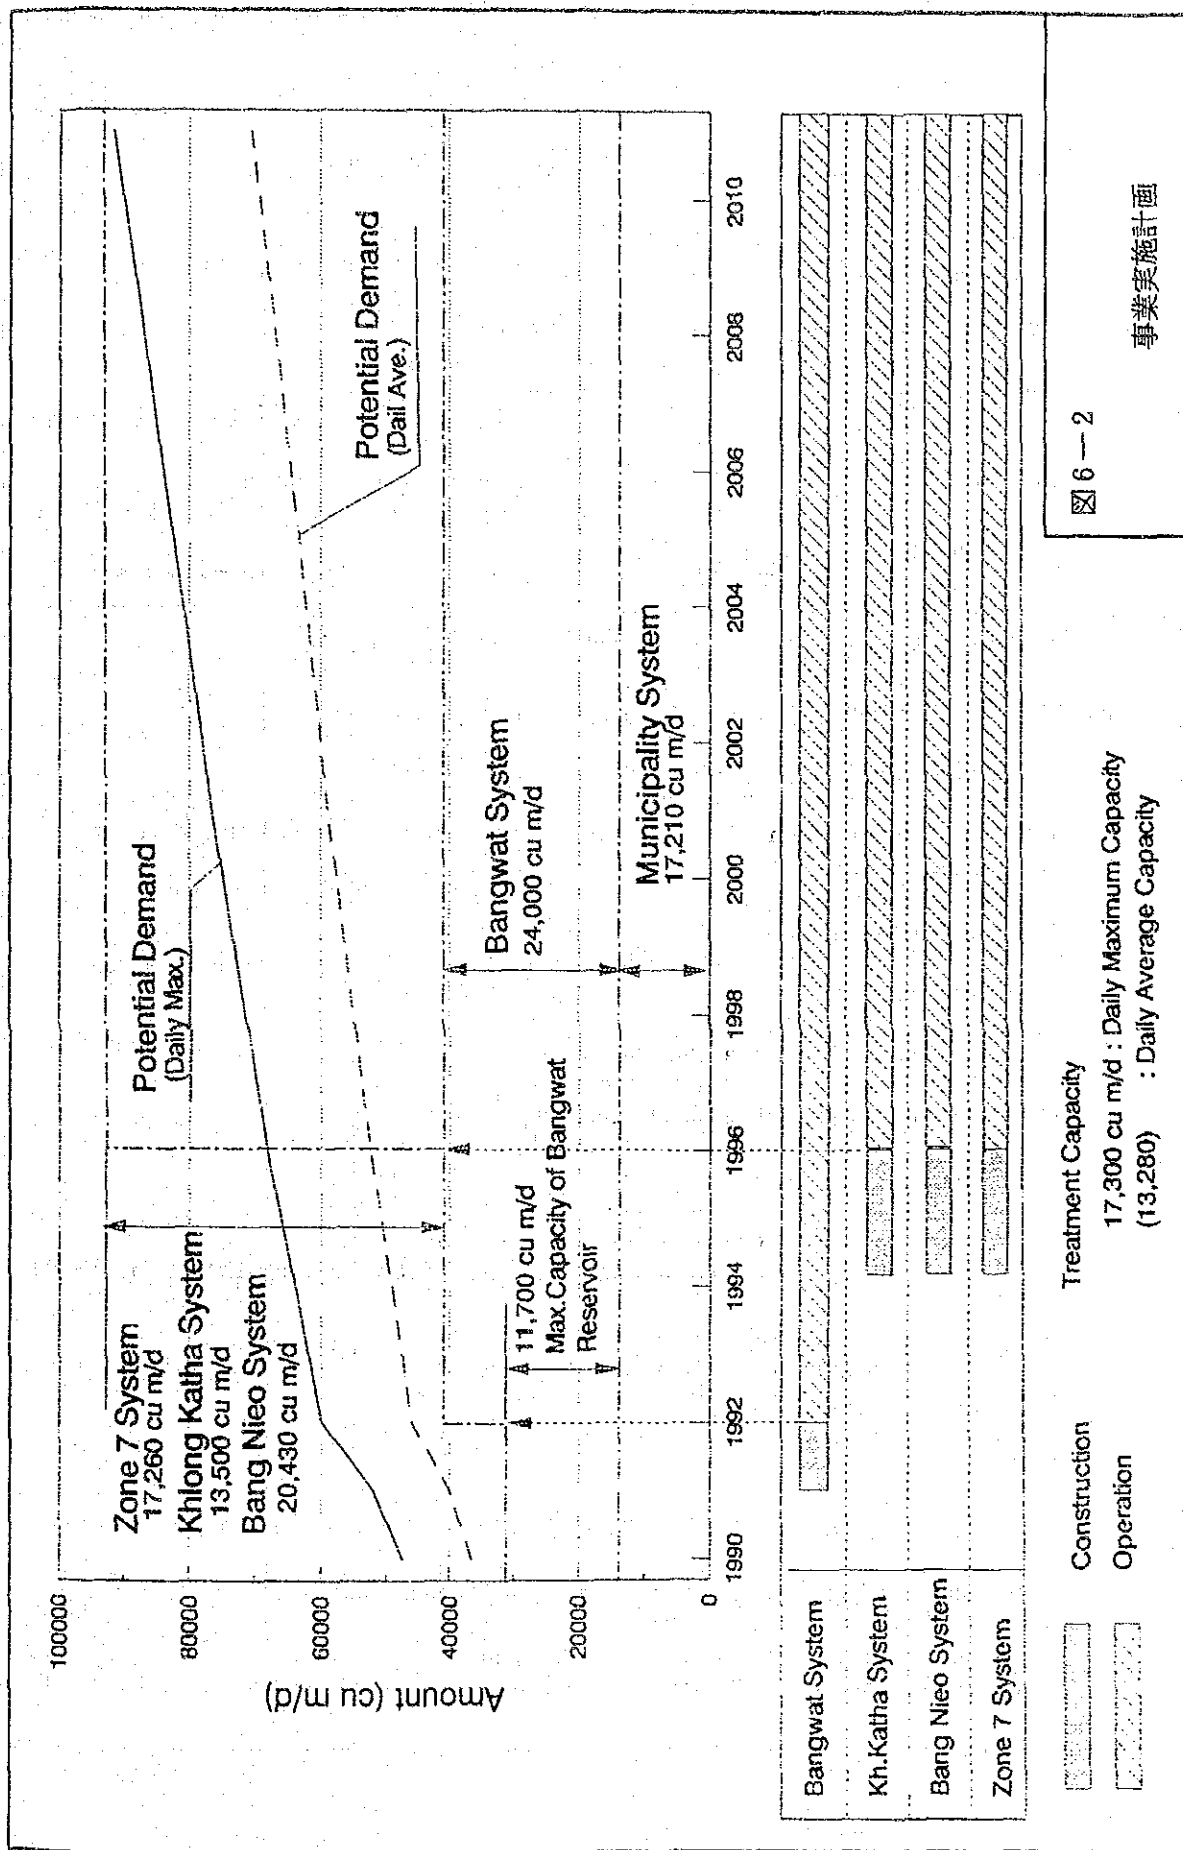 Amount (cu m/d)
100000
80000
60000
40000
20000
0
Zone 7 System
17,260 cu m/d
Khlong Katha System
13,500 cu m/d
Bang Nieo System
20,430 cu m/d
Potential Demand
(Daily Max.)
Potential Demand
(Dail Ave.)
11,700 cu m/d
Max.Capacity of Bangwat
Reservoir
Bangwat System
24,000 cu m/d
Municipality System
17,210 cu m/d
1990
1992
1994
1996
1998
2000
2002
2004
2006
2008
2010
Bangwat System
Kh.Katha System
Bang Nieo System
Zone 7 System
Construction
Operation
Treatment Capacity
17,300 cu m/d : Daily Maximum Capacity
(13,280) : Daily Average Capacity
図 6 — 2
事業実施計画